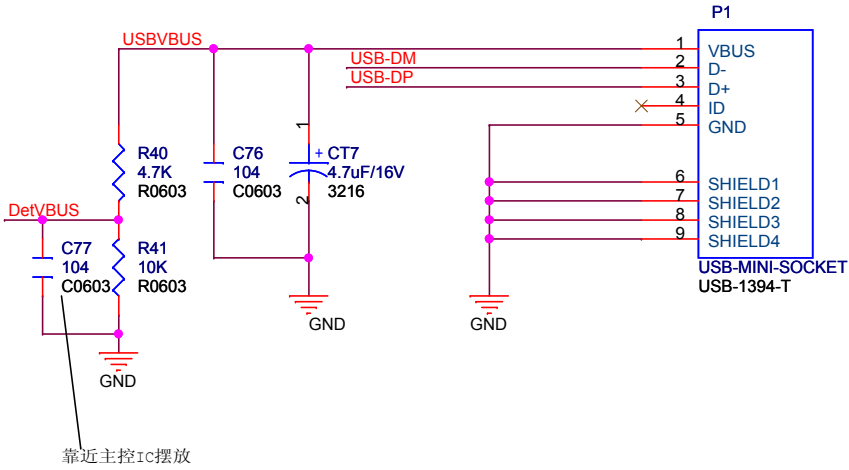 P1
USBVBUS
1 VBUS
USB-DM
2 D-
USB-DP
3 D+
4 ID
5 GND
1
R40
4.7K
R0603
C76
104
C0603
+ CT7
4.7uF/16V
3216
2
6 SHIELD1
7 SHIELD2
8 SHIELD3
9 SHIELD4
DetVBUS
C77
104
C0603
R41
10K
R0603
USB-MINI-SOCKET
USB-1394-T
GND
GND
GND
靠近主控IC摆放